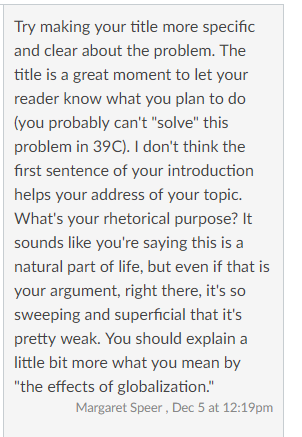 Try making your title more specific
and clear about the problem. The
title is a great moment to let your
reader know what you plan to do
(you probably can't "solve" this
problem in 39C). I don't think the
first sentence of your introduction
helps your address of your topic.
What's your rhetorical purpose? It
sounds like you're saying this is a
natural part of life, but even if that is
your argument, right there, it's so
sweeping and superficial that it's
pretty weak. You should explain a
little bit more what you mean by
"the effects of globalization."
Margaret Speer , Dec 5 at 12:19pm